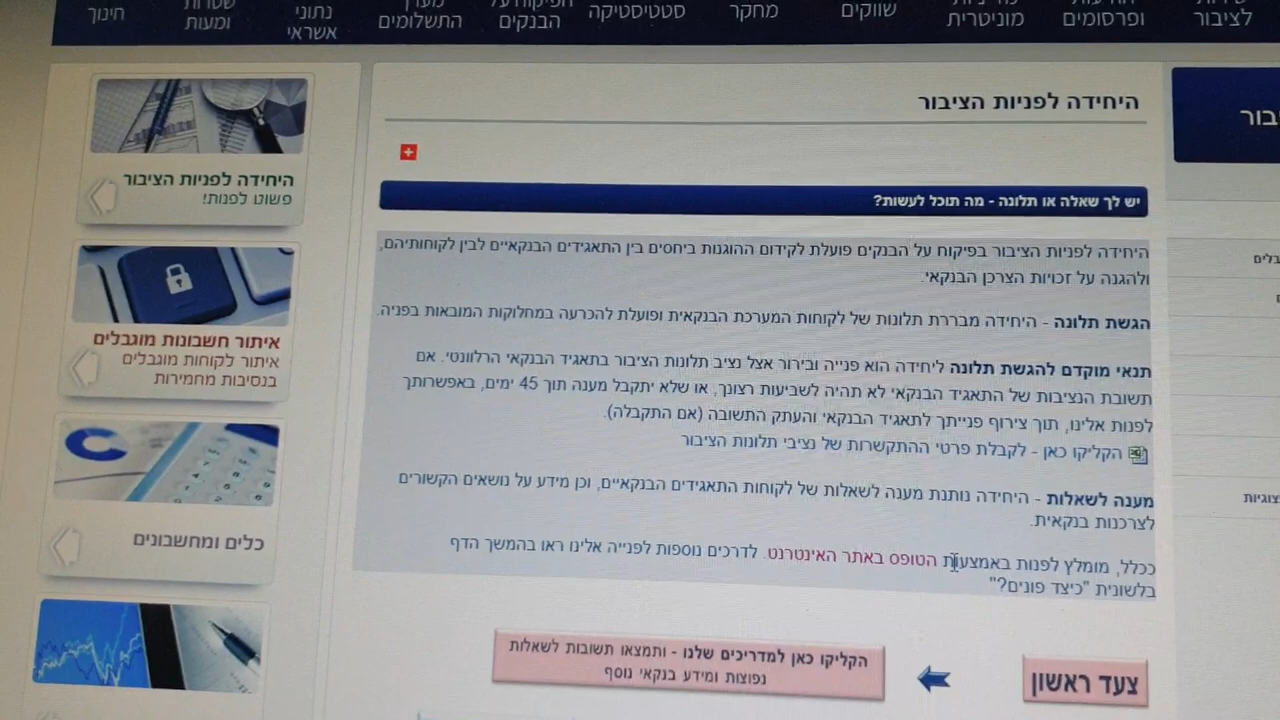 לציבור
ופרסומים
מוניטרית
שווקים
מחקר
סטטיסטיקה
הבנקים
התשלומים
נתוני
אשראי
ומעות
חינוך
היחידה לפניות הציבור
יש לך שאלה או תלונה - מה תוכל לעשות?
היחידה לפניות הציבור בפיקוח על הבנקים פועלת לקידום ההוגנות ביחסים בין התאגידים הבנקאיים לבין לקוחותיהם,
ולהגנה על זכויות הצרכן הבנקאי.
הגשת תלונה - היחידה מבררת תלונות של לקוחות המערכת הבנקאית ופועלת להכרעה במחלוקות המובאות בפניה.
תנאי מוקדם להגשת תלונה ליחידה הוא פנייה ובירור אצל נציב תלונות הציבור בתאגיד הבנקאי הרלוונטי. אם
תשובת הנציבות של התאגיד הבנקאי לא תהיה לשביעות רצונך, או שלא יתקבל מענה תוך 45 ימים, באפשרותך
לפנות אלינו, תוך צירוף פנייתך לתאגיד הבנקאי והעתק התשובה (אם התקבלה).
הקליקו כאן - לקבלת פרטי ההתקשרות של נציבי תלונות הציבור
מענה לשאלות - היחידה נותנת מענה לשאלות של לקוחות התאגידים הבנקאיים, וכן מידע על נושאים הקשורים
לצרכנות בנקאית.
ככלל, מומלץ לפנות באמצעות הטופס באתר האינטרנט. לדרכים נוספות לפנייה אלינו ראו בהמשך הדף
בלשונית "כיצד פונים?"
צעד ראשון
הקליקו כאן למדריכים שלנו - ותמצאו תשובות לשאלות
נפוצות ומידע בנקאי נוסף
היחידה לפניות הציבור
פשוט לפנות!
איתור חשבונות מוגבלים
איתור לקוחות מוגבלים
בנסיבות מחמירות
כלים ומחשבונים